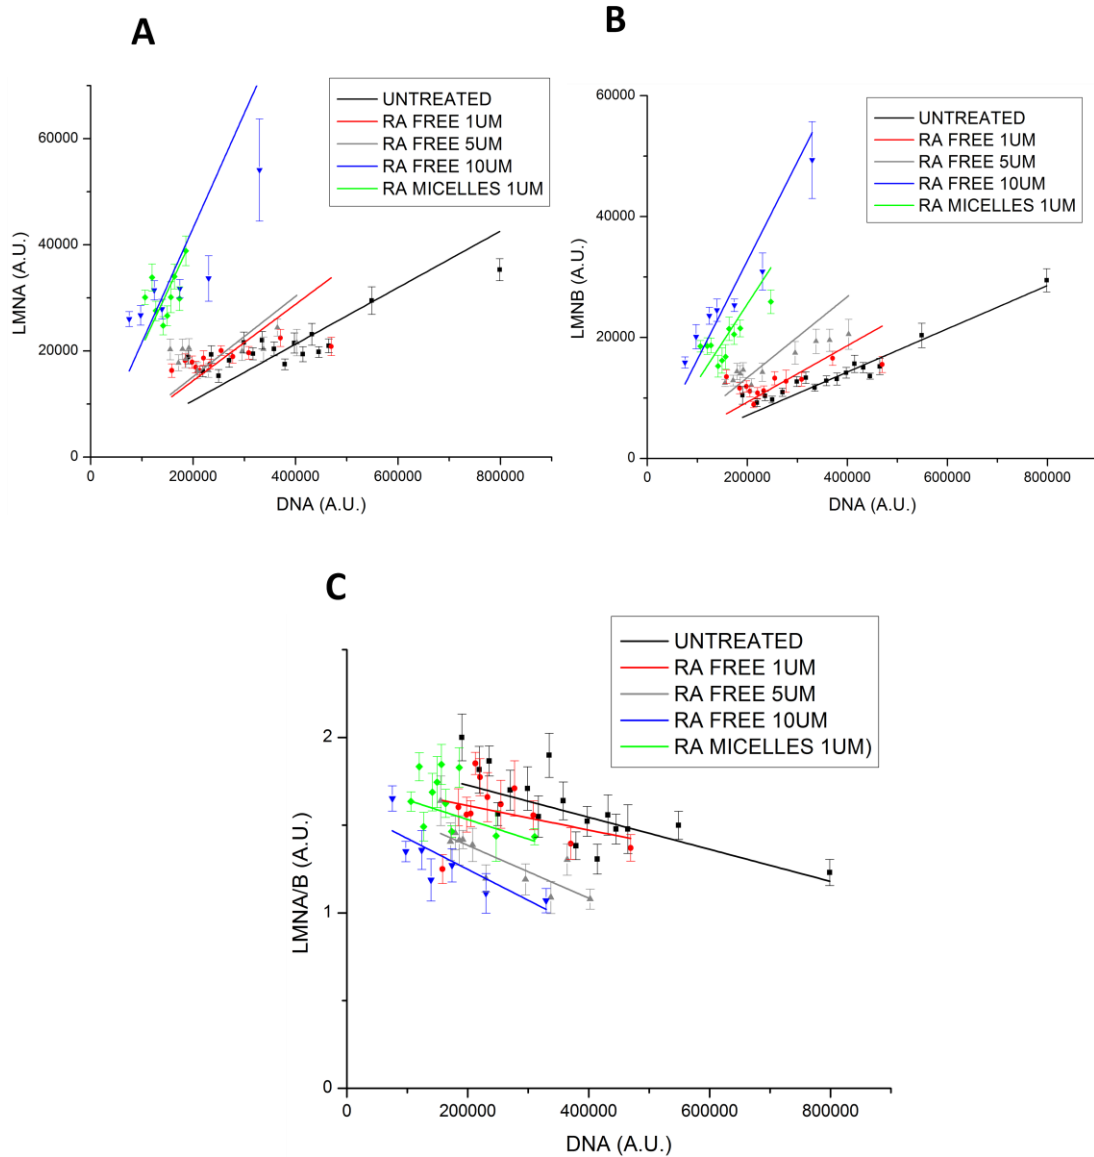 A
UNTREATED
RA FREE 1UM
RA FREE 5UM
RA FREE 10UM
RA MICELLES 1UM
60000
40000
20000
0
LMNA (A.U.)
0
200000
400000
600000
800000
DNA (A.U.)
B
UNTREATED
RA FREE 1UM
RA FREE 5UM
RA FREE 10UM
RA MICELLES 1UM
60000
40000
20000
0
LMNB (A.U.)
0
200000
400000
600000
800000
DNA (A.U.)
C
UNTREATED
RA FREE 1UM
RA FREE 5UM
RA FREE 10UM
RA MICELLES 1UM)
2
1
0
LMNA/B (A.U.)
0
200000
400000
600000
800000
DNA (A.U.)